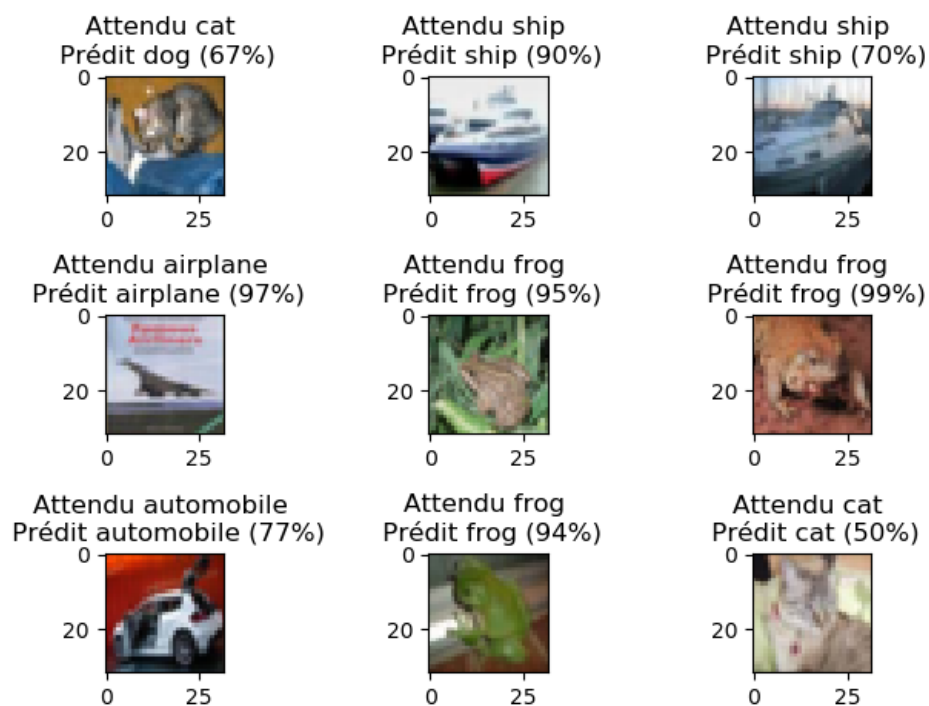 Attendu cat
Prédit dog (67%)
Attendu ship
Prédit ship (90%)
Attendu ship
Prédit ship (70%)
0
20
0 25
0
20
0 25
0
20
0 25
Attendu airplane
Prédit airplane (97%)
Attendu frog
Prédit frog (95%)
Attendu frog
Prédit frog (99%)
0
20
0 25
0
20
0 25
0
20
0 25
Attendu automobile
Prédit automobile (77%)
Attendu frog
Prédit frog (94%)
Attendu cat
Prédit cat (50%)
0
20
0 25
0
20
0 25
0
20
0 25